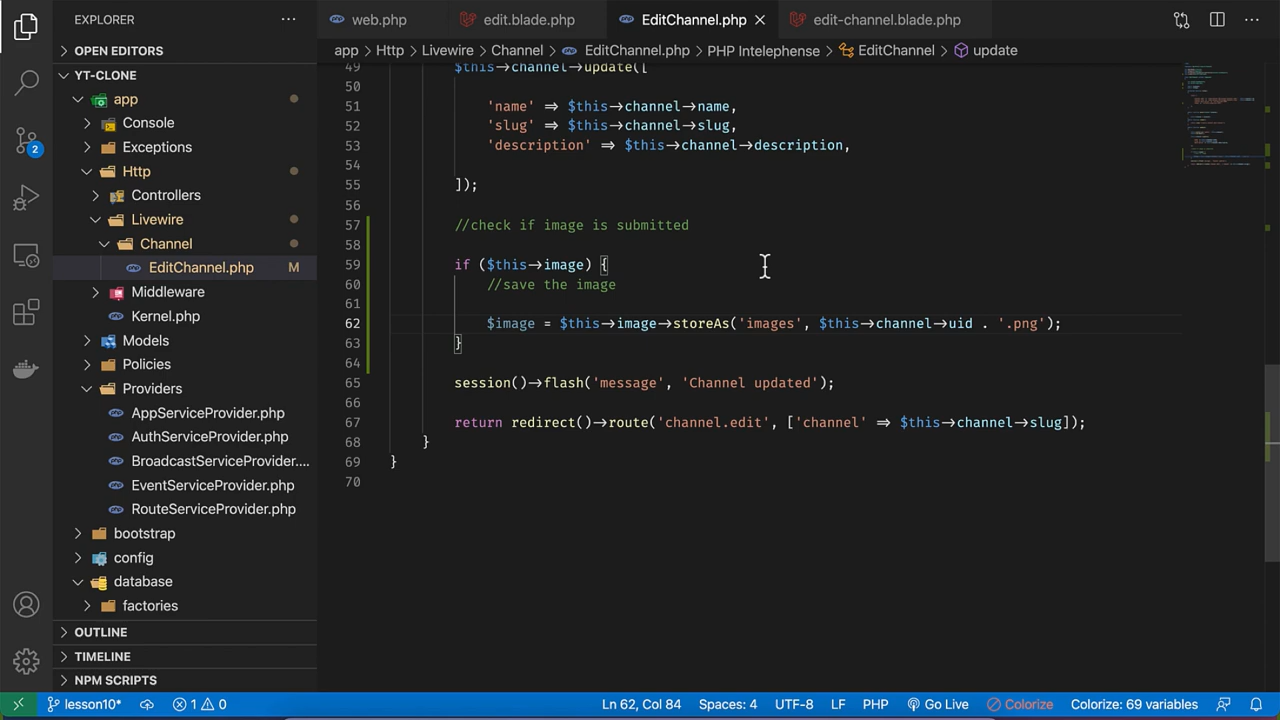 EXPLORER
web.php
edit.blade.php
EditChannel.php
edit-channel.blade.php
OPEN EDITORS
app > Http > Livewire > Channel > EditChannel.php > PHP Intelephense > EditChannel > update
YT-CLONE
app
Console
Exceptions
Http
Controllers
Livewire
Channel
EditChannel.php M
Middleware
Kernel.php
Models
Policies
Providers
AppServiceProvider.php
AuthServiceProvider.php
BroadcastServiceProvider....
EventServiceProvider.php
RouteServiceProvider.php
bootstrap
config
database
factories
OUTLINE
TIMELINE
NPM SCRIPTS
2
49 $this->channel->update([
50
51 'name' => $this->channel->name,
52 'slug' => $this->channel->slug,
53 'description' => $this->channel->description,
54
55 ]);
56
57 //check if image is submitted
58
59 if ($this->image) {
60 //save the image
61
62 $image = $this->image->storeAs('images', $this->channel->uid . '.png');
63 }
64
65 session()->flash('message', 'Channel updated');
66
67 return redirect()->route('channel.edit', ['channel' => $this->channel->slug]);
68 }
69 }
70
lesson10* 1 0 Ln 62, Col 84 Spaces: 4 UTF-8 LF PHP Go Live Colorize Colorize: 69 variables